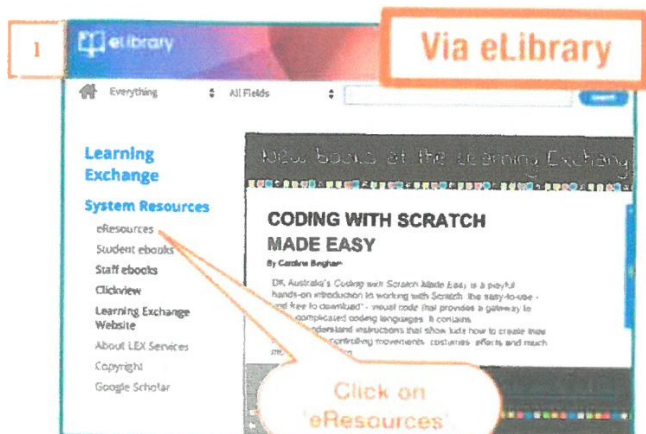 1
eLibrary
Via eLibrary
Everything
All Fields
Search
Learning
Exchange
System Resources
eResources
Student ebooks
Staff ebooks
Clickview
Learning Exchange
Website
About LEX Services
Copyright
Google Scholar
New books at the Learning Exchang
CODING WITH SCRATCH
MADE EASY
By Caroline Bingham
DK Australia's Coding with Scratch Made Easy is a playful
hands-on introduction to working with Scratch the easy-to-use -
and free to download* - visual code that provides a gateway to
complicated coding languages. It contains
understand instructions that show kids how to create their
controlling movements, costumes, effects and much
Click on
'eResources'